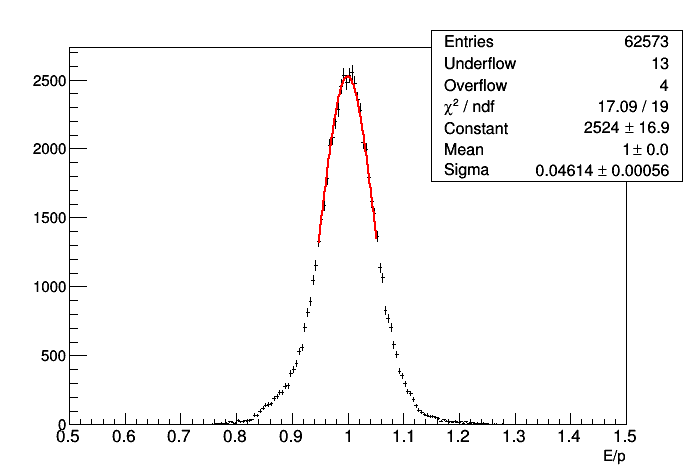 Entries 62573
Underflow 13
Overflow 4
χ² / ndf 17.09 / 19
Constant 2524 ± 16.9
Mean 1 ± 0.0
Sigma 0.04614 ± 0.00056
2500
2000
1500
1000
500
0
0.5 0.6 0.7 0.8 0.9 1 1.1 1.2 1.3 1.4 1.5
E/p